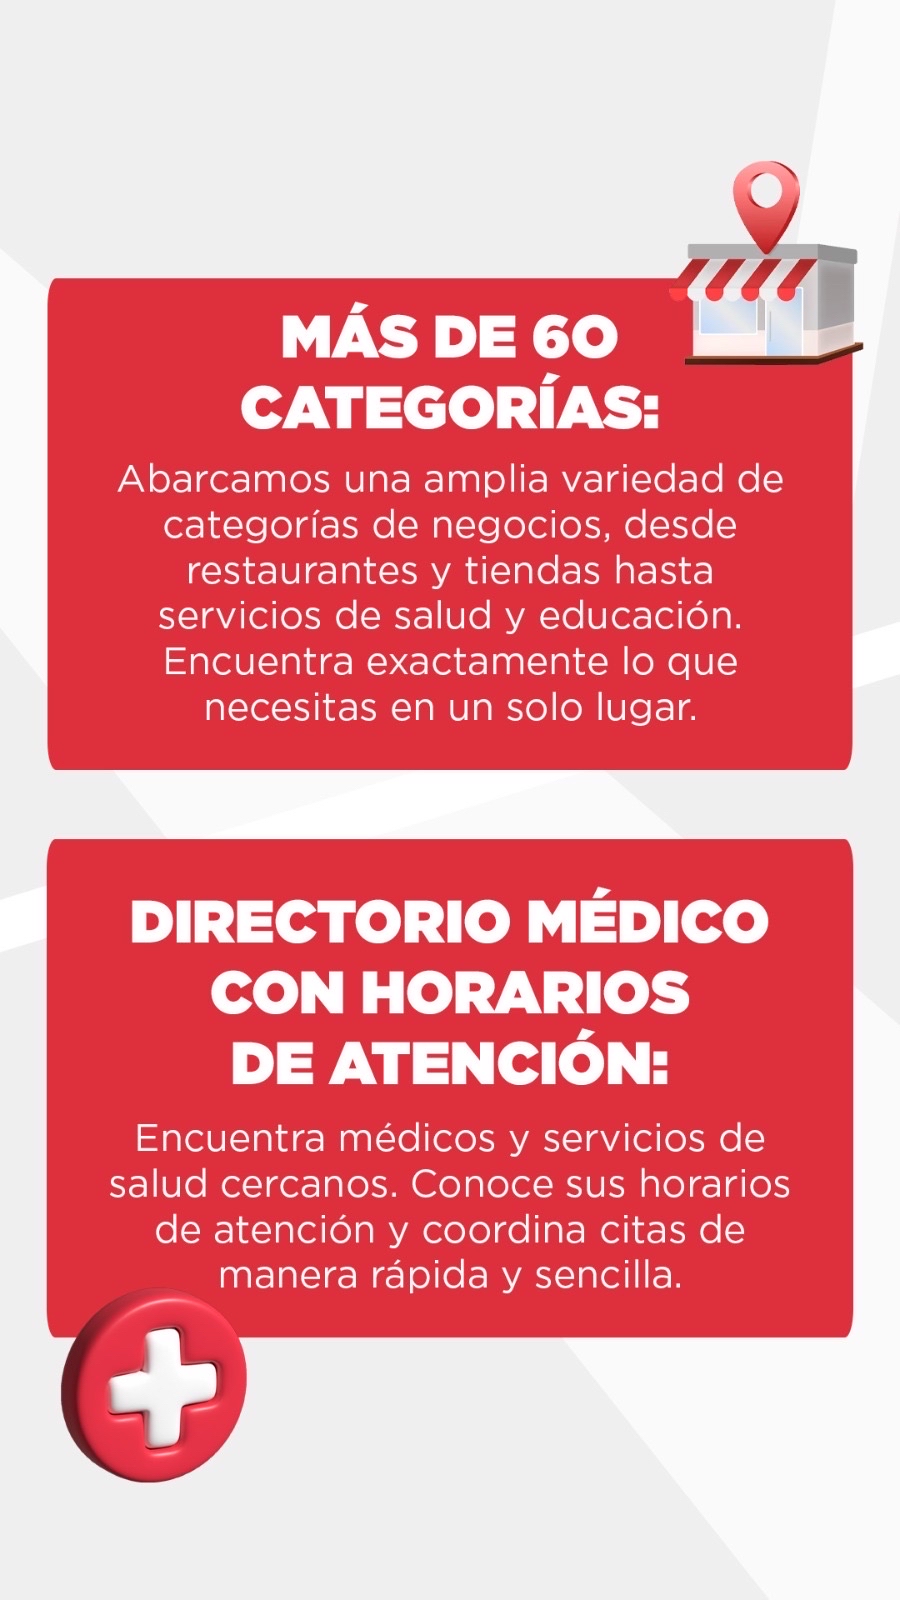 MÁS DE 60
CATEGORÍAS:
Abarcamos una amplia variedad de
categorías de negocios, desde
restaurantes y tiendas hasta
servicios de salud y educación.
Encuentra exactamente lo que
necesitas en un solo lugar.
DIRECTORIO MÉDICO
CON HORARIOS
DE ATENCIÓN:
Encuentra médicos y servicios de
salud cercanos. Conoce sus horarios
de atención y coordina citas de
manera rápida y sencilla.